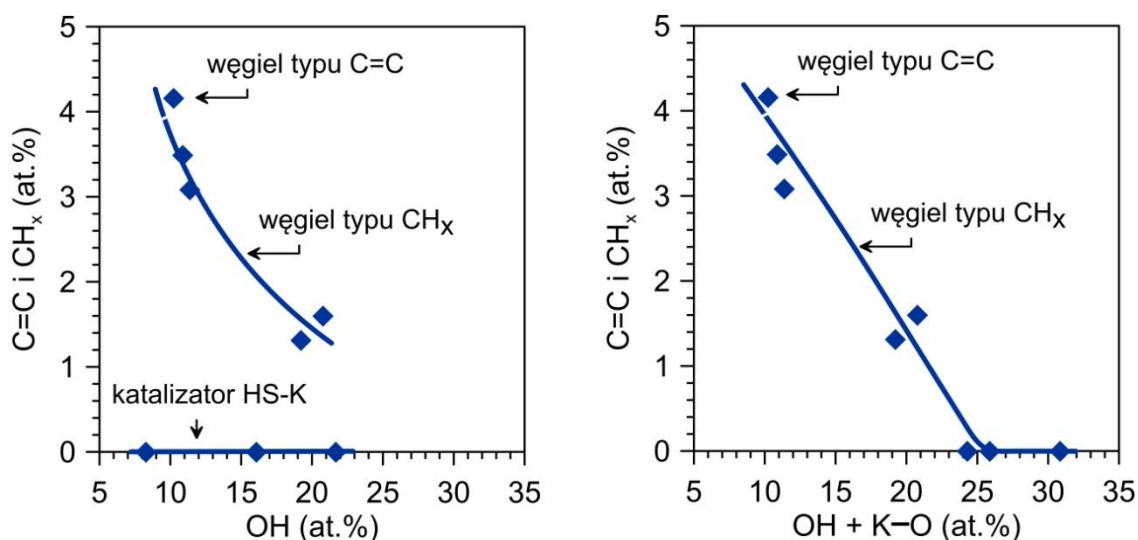 5
4
3
2
1
0
C=C i CHₓ (at.%)
węgiel typu C=C
węgiel typu CHₓ
katalizator HS-K
5 10 15 20 25 30 35
OH (at.%)
5
4
3
2
1
0
C=C i CHₓ (at.%)
węgiel typu C=C
węgiel typu CHₓ
5 10 15 20 25 30 35
OH + K–O (at.%)